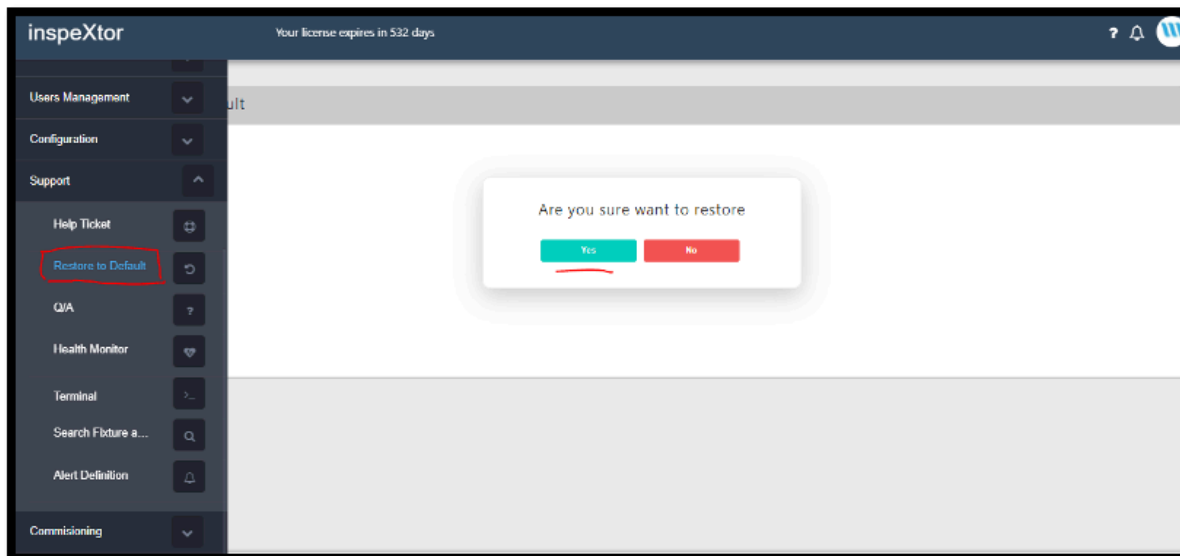 inspeXtor
Your license expires in 532 days
?
Users Management
ult
Configuration
Support
Help Ticket
Restore to Default
Q/A
?
Health Monitor
Terminal
>_
Search Fixture a...
Alert Definition
Commisioning
Are you sure want to restore
Yes No